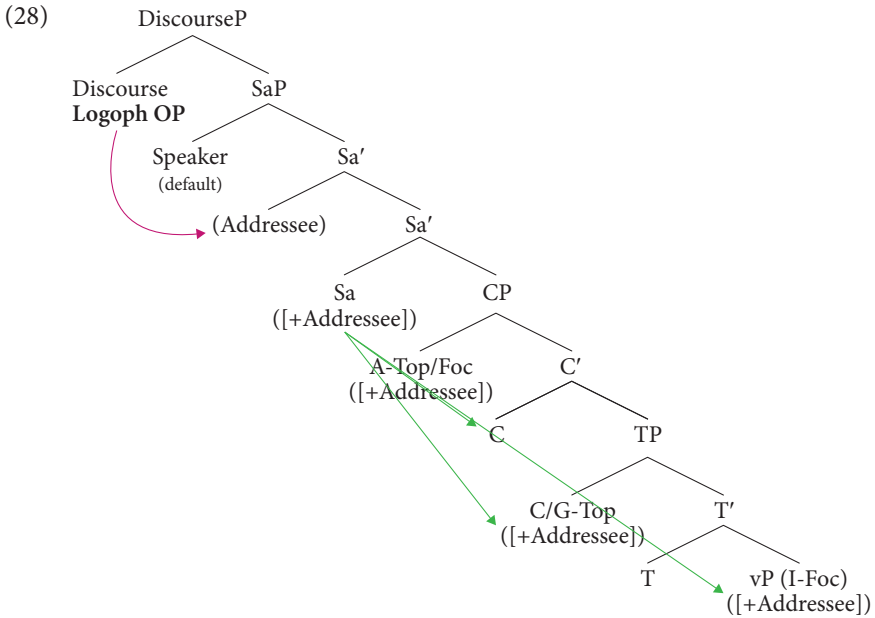 (28)
DiscourseP
Discourse SaP
Logoph OP
Speaker Sa′
(default)
(Addressee) Sa′
Sa CP
([+Addressee])
A-Top/Foc C′
([+Addressee])
C TP
C/G-Top T′
([+Addressee])
T vP (I-Foc)
([+Addressee])